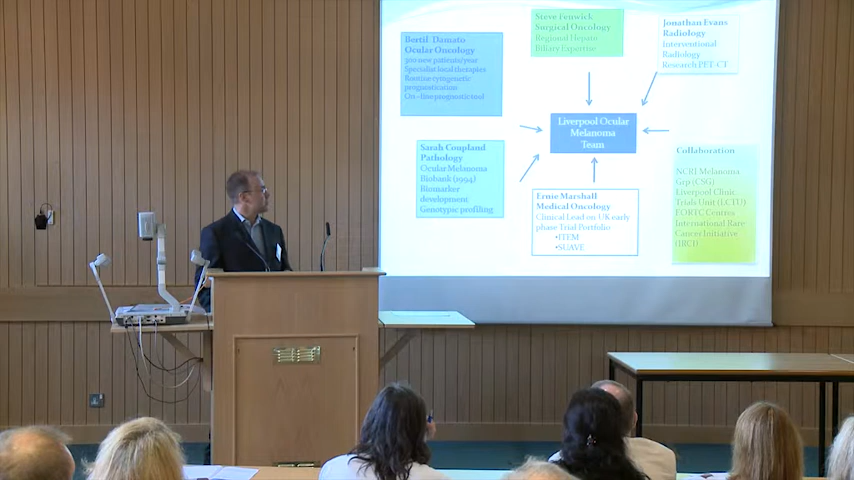 Bertil Damato
Ocular Oncology
300 new patients/year
Specialist local therapies
Routine cytogenetic
prognostication
On-line prognostic tool
Steve Fenwick
Surgical Oncology
Regional Hepato
Biliary Expertise
Jonathan Evans
Radiology
Interventional
Radiology
Research PET-CT
Liverpool Ocular
Melanoma
Team
Sarah Coupland
Pathology
Ocular Melanoma
Biobank (1994)
Biomarker
development
Genotypic profiling
Ernie Marshall
Medical Oncology
Clinical Lead on UK early
phase Trial Portfolio
•ITEM
•SUAVE
Collaboration
NCRI Melanoma
Grp (CSG)
Liverpool Clinic
Trials Unit (LCTU)
EORTC Centres
International Rare
Cancer Initiative
(IRCI)